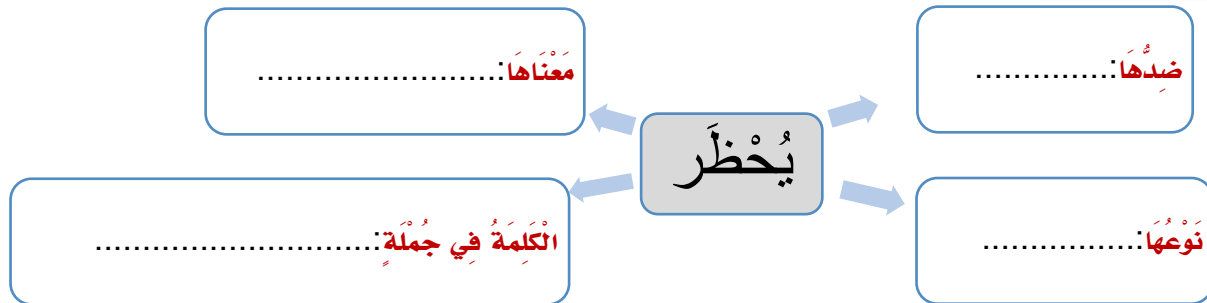 ضِدُّهَا:...............
مَعْنَاهَا:..........................
يُحْظَر
نَوْعُهَا:................
الْكَلِمَةُ فِي جُمْلَةٍ:.............................